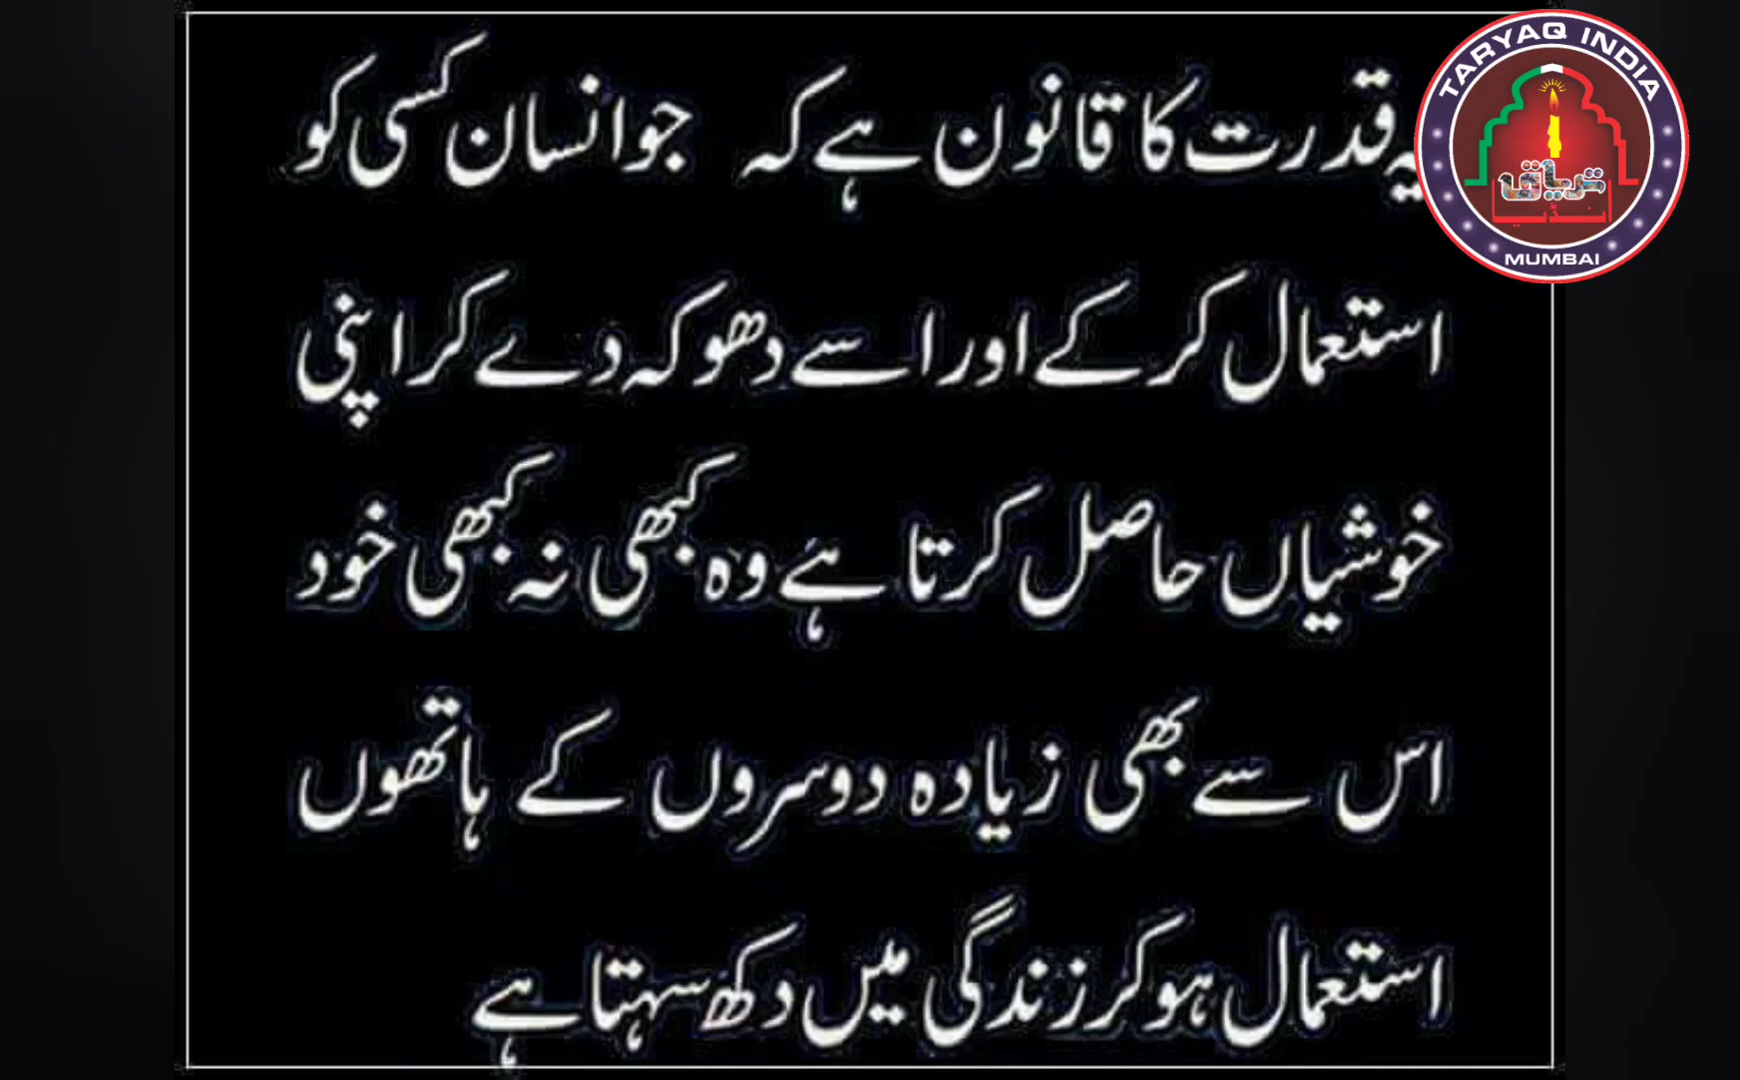 یہ قدرت کا قانون ہے کہ جو انسان کسی کو
استعمال کر کے اور اسے دھوکہ دے کر اپنی
خوشیاں حاصل کرتا ہے وہ کبھی نہ کبھی خود
اس سے بھی زیادہ دوسروں کے ہاتھوں
استعمال ہو کر زندگی میں دکھ سہتا ہے
TARYAQ INDIA
تریاق
انڈیا
MUMBAI